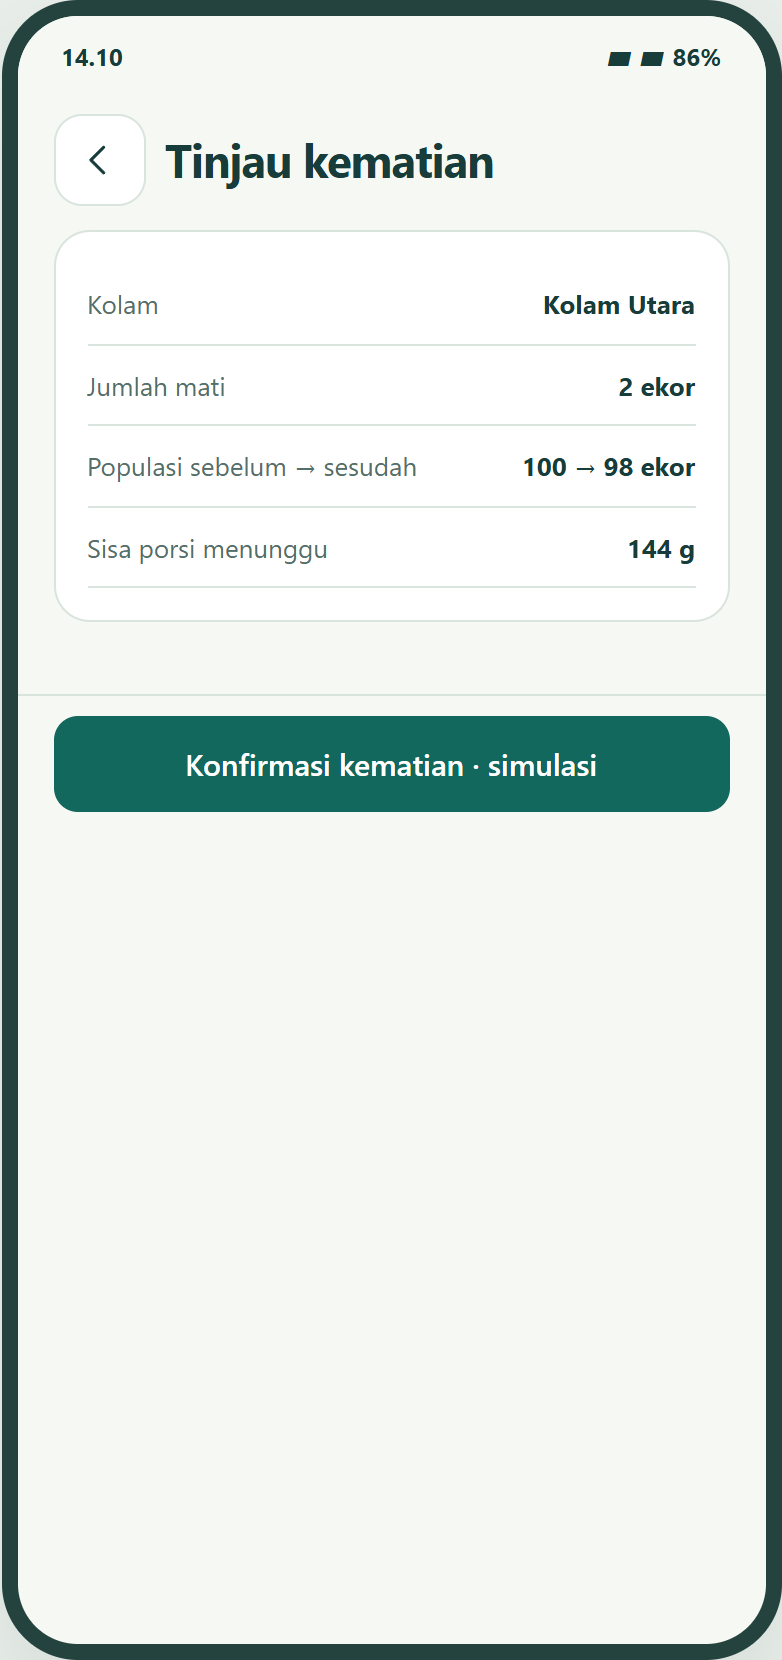 14.10 86%
Tinjau kematian
Kolam Kolam Utara
Jumlah mati 2 ekor
Populasi sebelum → sesudah 100 → 98 ekor
Sisa porsi menunggu 144 g
Konfirmasi kematian · simulasi